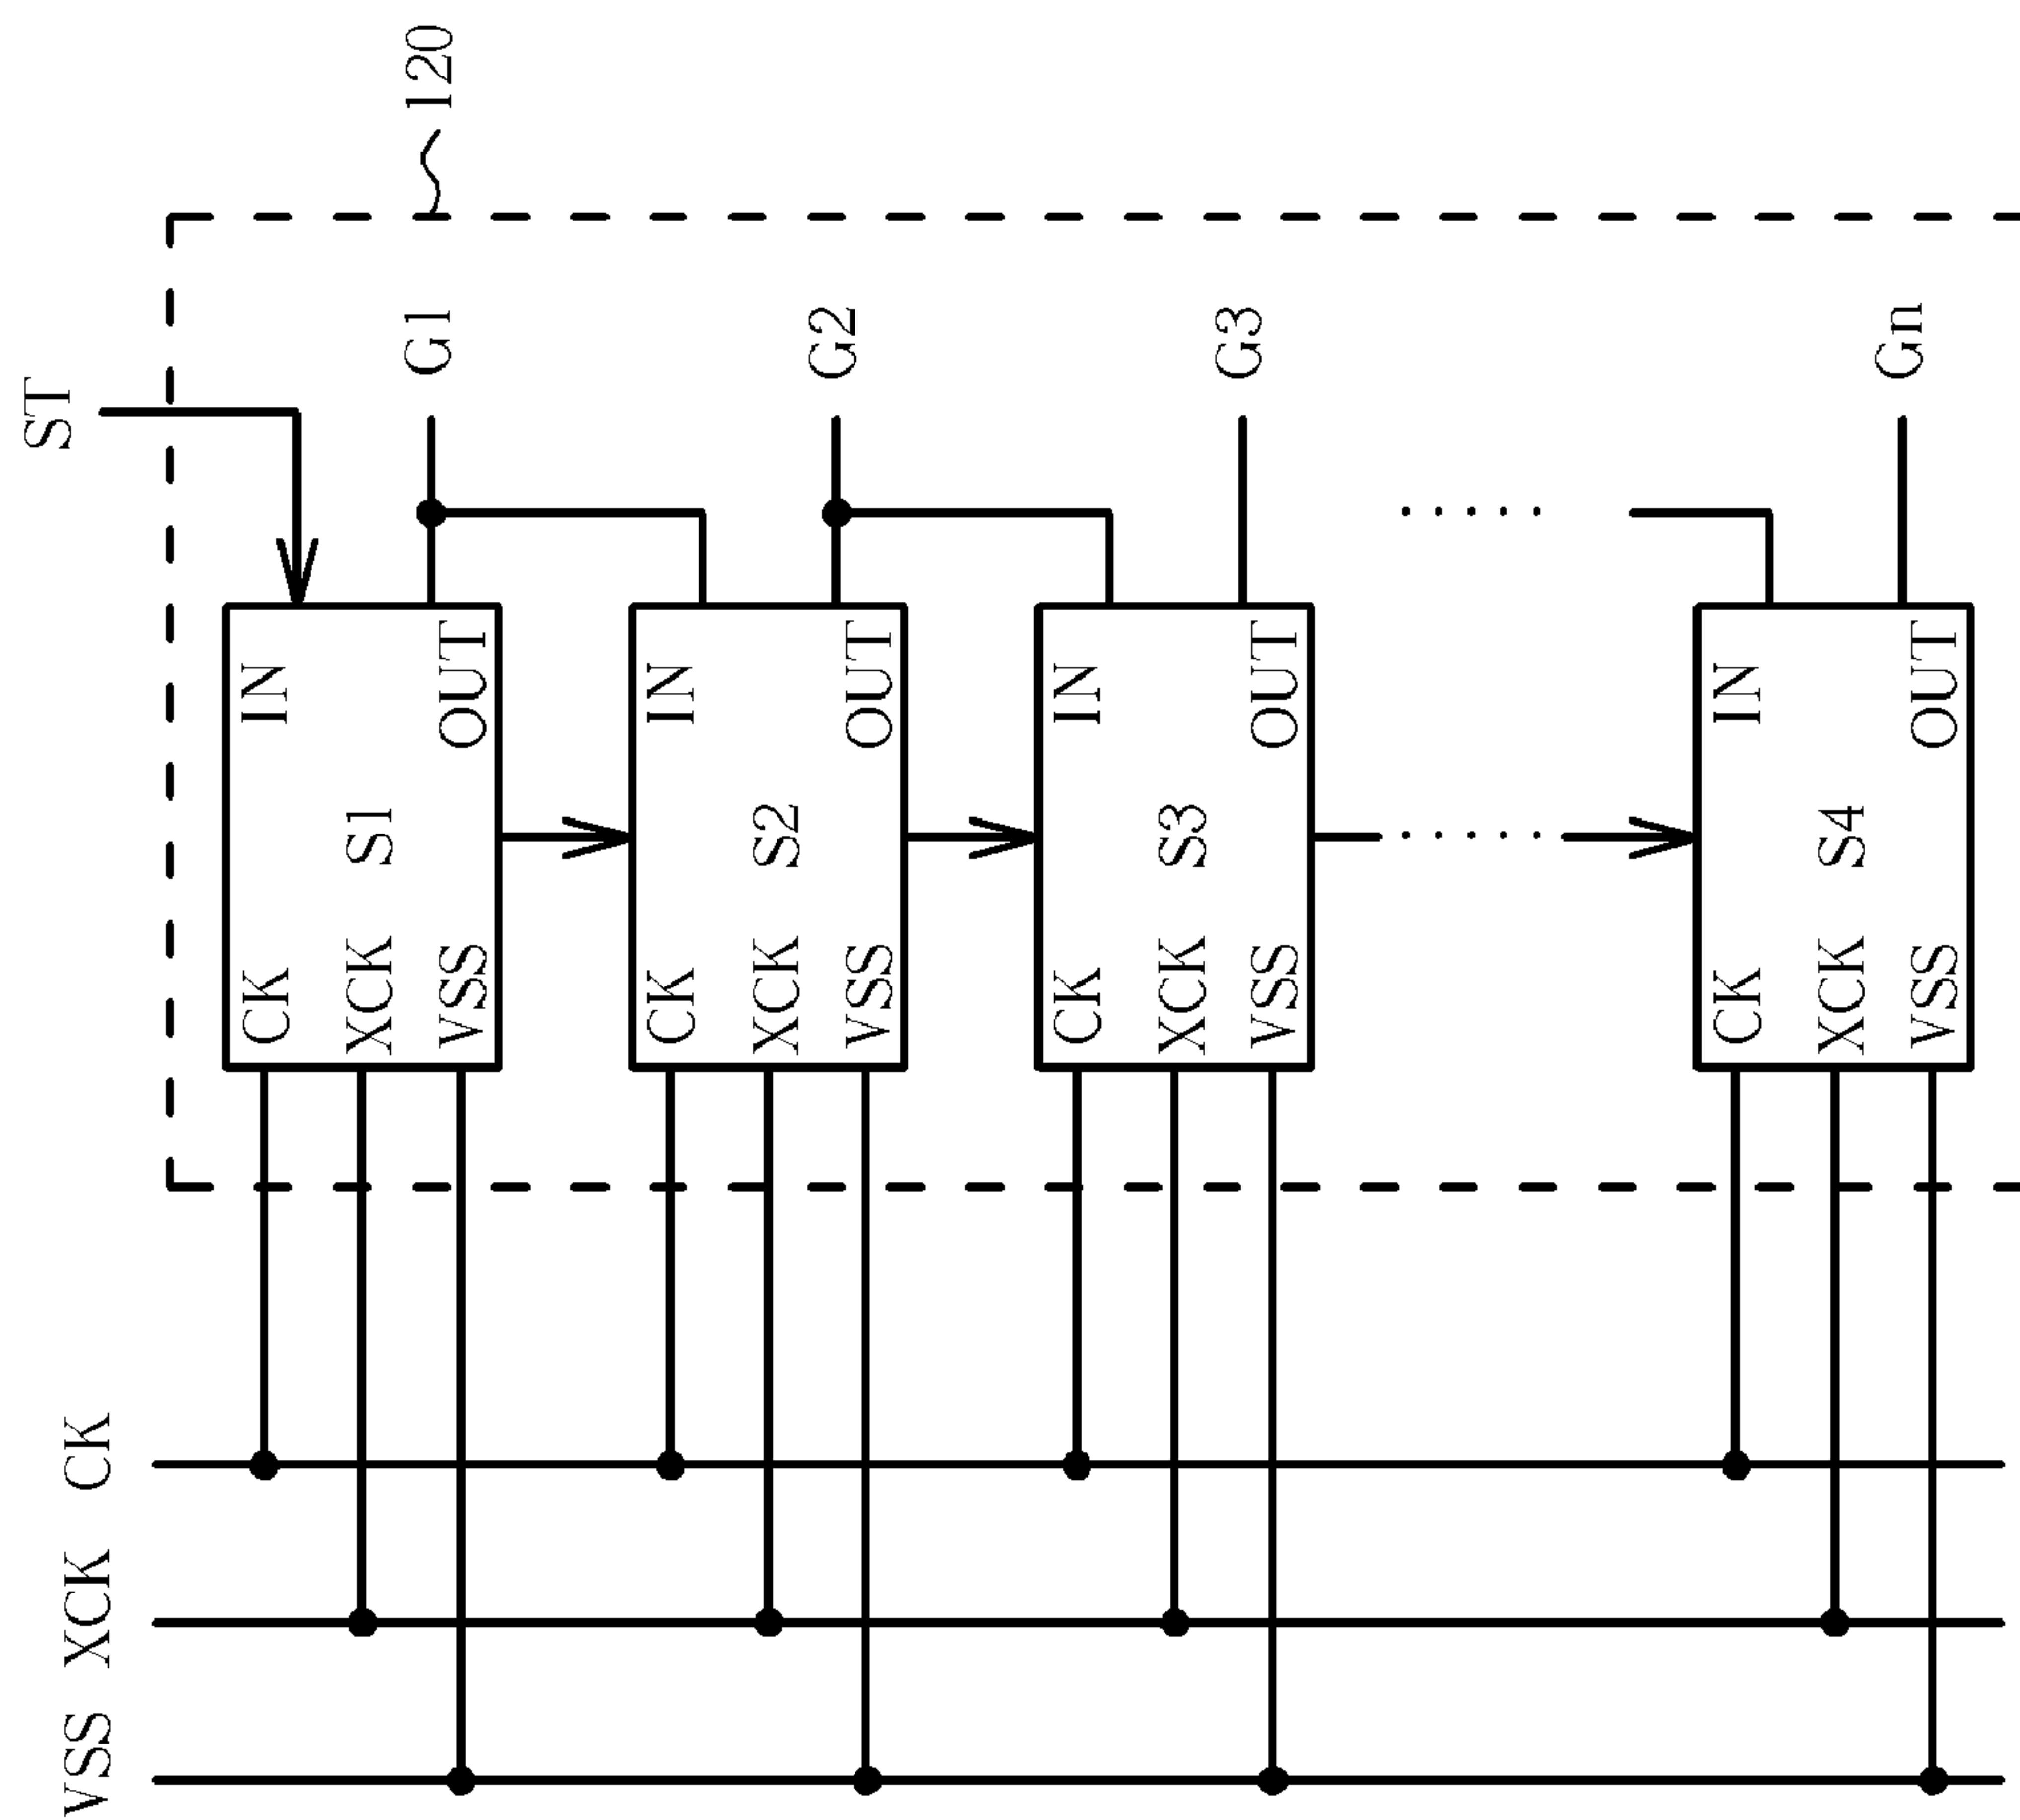 ST
VSS XCK CK
CK IN
XCK S1
G1 120
VSS OUT
CK IN
XCK S2
G2
VSS OUT
CK IN
XCK S3
G3
VSS OUT
CK IN
XCK S4
Gn
VSS OUT